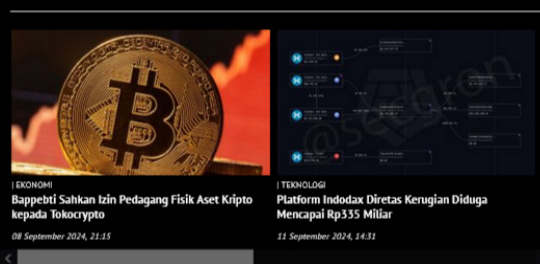 | EKONOMI
Bappebti Sahkan Izin Pedagang Fisik Aset Kripto
kepada Tokocrypto
08 September 2024, 21:15
| TEKNOLOGI
Platform Indodax Diretas Kerugian Diduga
Mencapai Rp335 Miliar
11 September 2024, 14:31